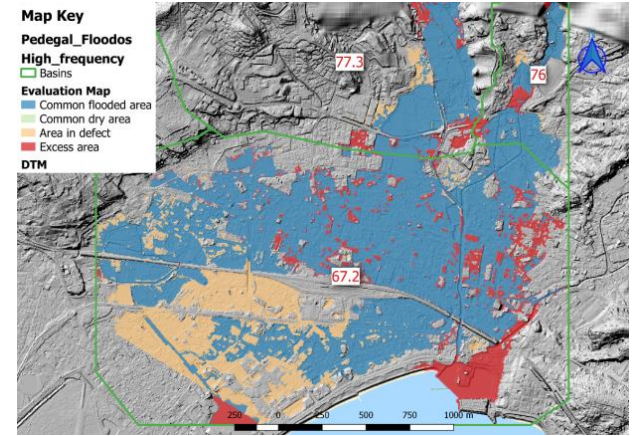 Map Key
Pedegal_Floodos
High_frequency
Basins
Evaluation Map
Common flooded area
Common dry area
Area in defect
Excess area
DTM
77.3
76
67.2
250 0 250 500 750 1000 m